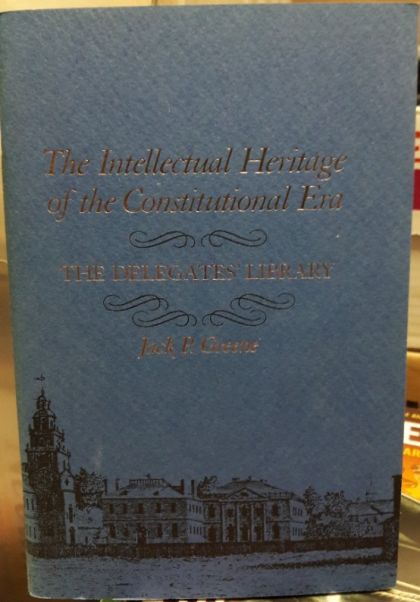 The Intellectual Heritage
of the Constitutional Era
THE DELEGATES' LIBRARY
Jack P. Greene